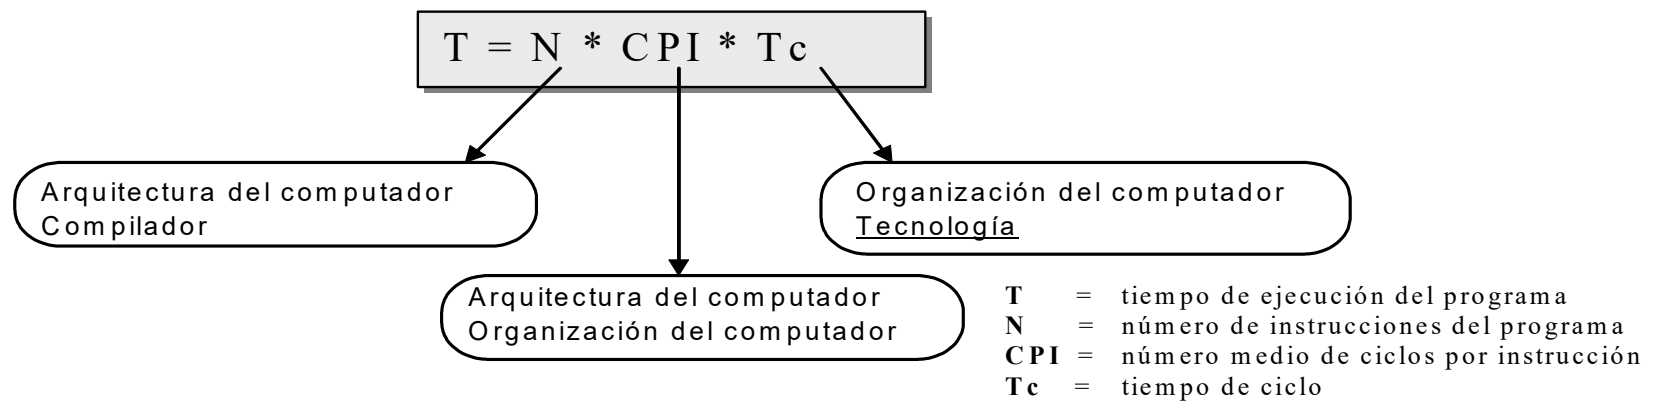 T = N * CPI * Tc
Arquitectura del computador
Compilador
Organización del computador
Tecnología
Arquitectura del computador
Organización del computador
T = tiempo de ejecución del programa
N = número de instrucciones del programa
CPI = número medio de ciclos por instrucción
Tc = tiempo de ciclo